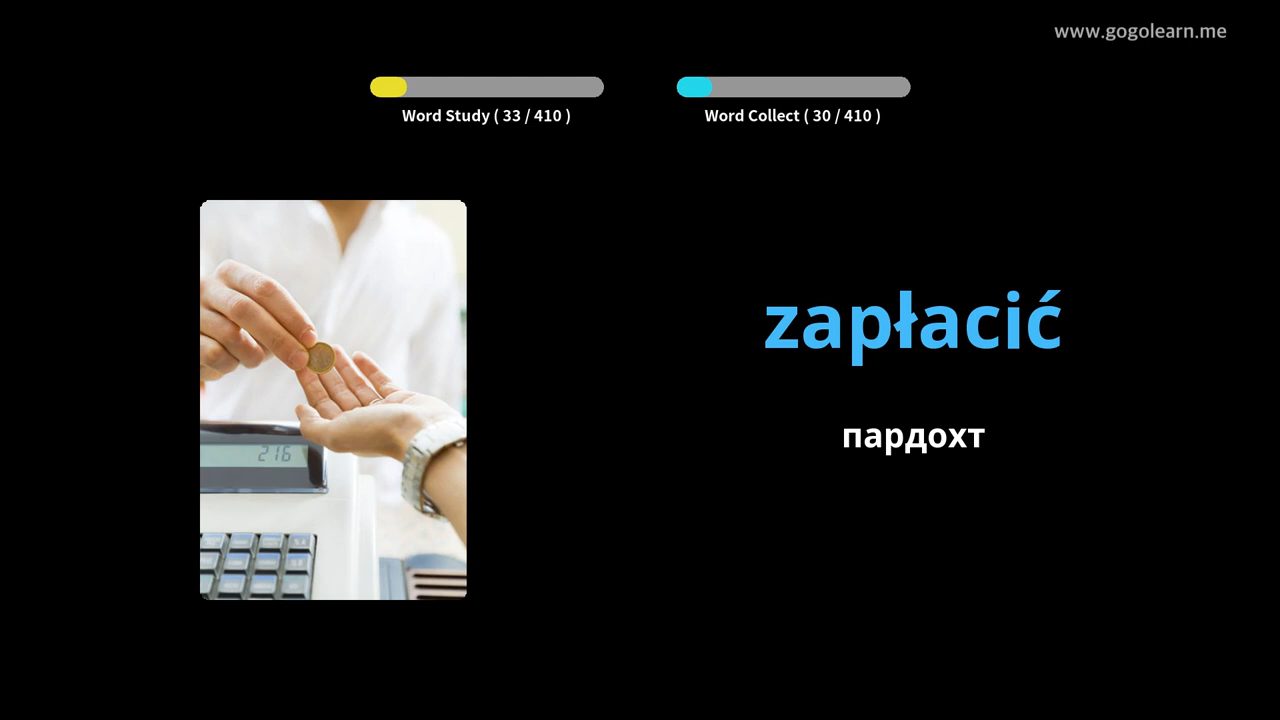 www.gogolearn.me
Word Study ( 33 / 410 )
Word Collect ( 30 / 410 )
216
zapłacić
пардохт